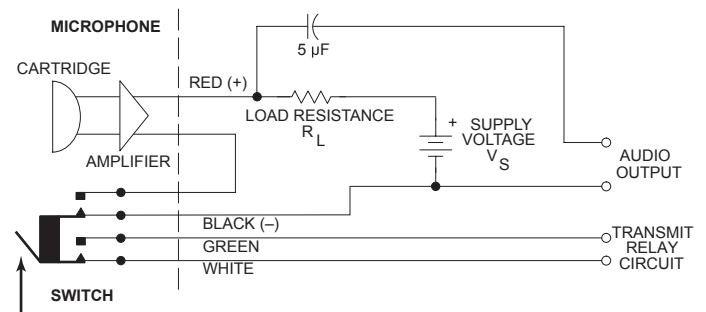 MICROPHONE
CARTRIDGE
AMPLIFIER
RED (+)
5 µF
LOAD RESISTANCE
R L
+ SUPPLY
VOLTAGE
V S
AUDIO
OUTPUT
BLACK (–)
GREEN
WHITE
TRANSMIT
RELAY
CIRCUIT
SWITCH